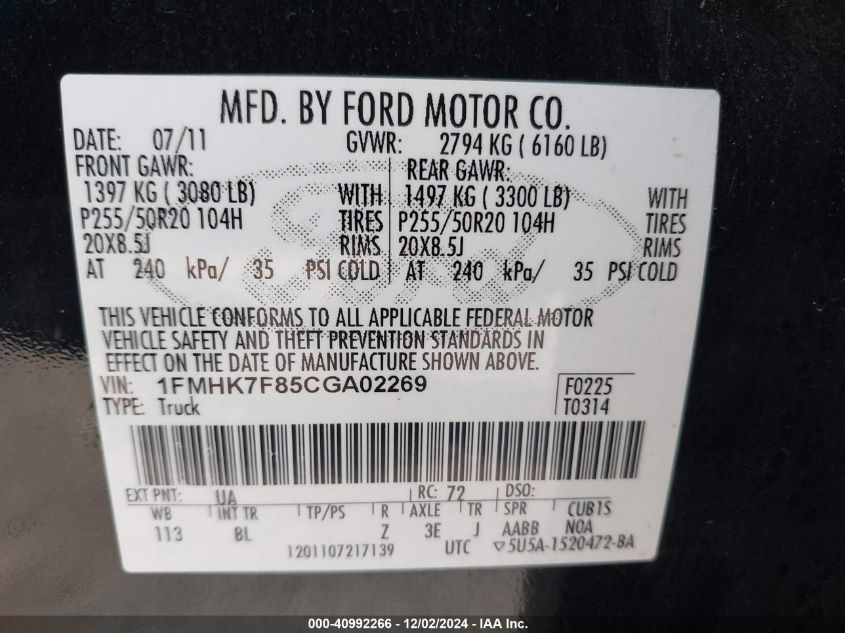 MFD. BY FORD MOTOR CO.
DATE: 07/11 GVWR: 2794 KG ( 6160 LB)
FRONT GAWR: REAR GAWR:
1397 KG ( 3080 LB) WITH 1497 KG ( 3300 LB) WITH
P255/50R20 104H TIRES P255/50R20 104H TIRES
20X8.5J RIMS 20X8.5J RIMS
AT 240 kPa/ 35 PSI COLD AT 240 kPa/ 35 PSI COLD
THIS VEHICLE CONFORMS TO ALL APPLICABLE FEDERAL MOTOR
VEHICLE SAFETY AND THEFT PREVENTION STANDARDS IN
EFFECT ON THE DATE OF MANUFACTURE SHOWN ABOVE.
VIN: 1FMHK7F85CGA02269 F0225
TYPE: Truck T0314
EXT PNT: UA RC: 72 DSO:
WB INT TR TP/PS R AXLE TR SPR CUB1S
113 BL Z 3E J AABB NOA
1201107217139 UTC ▽5U5A-1520472-BA
000-40992266 - 12/02/2024 - IAA, Inc.